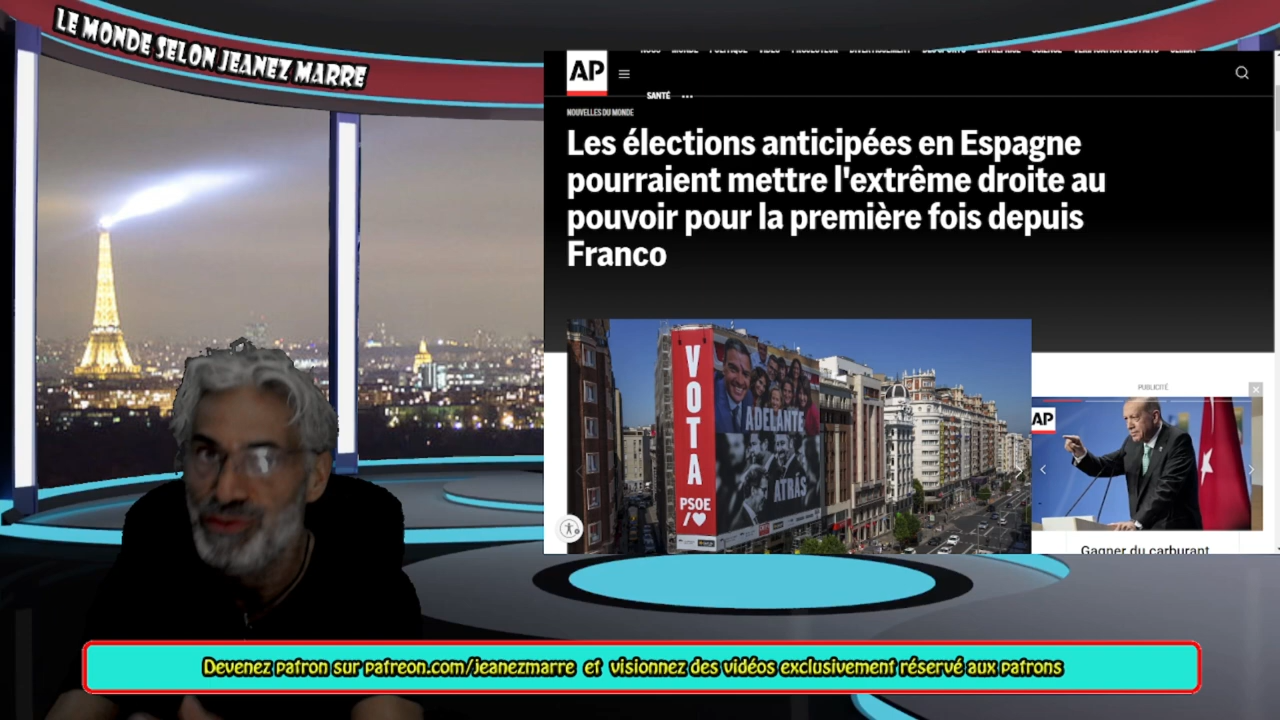 LE MONDE SELON JEANEZ MARRE
AP
SANTÉ
NOUVELLES DU MONDE
Les élections anticipées en Espagne
pourraient mettre l'extrême droite au
pouvoir pour la première fois depuis
Franco
VOTA
PSOE
ADELANTE
ATRÁS
PUBLICITÉ
AP
Gagner du carburant
Devenez patron sur patreon.com/jeanezmarre et visionnez des vidéos exclusivement réservé aux patrons